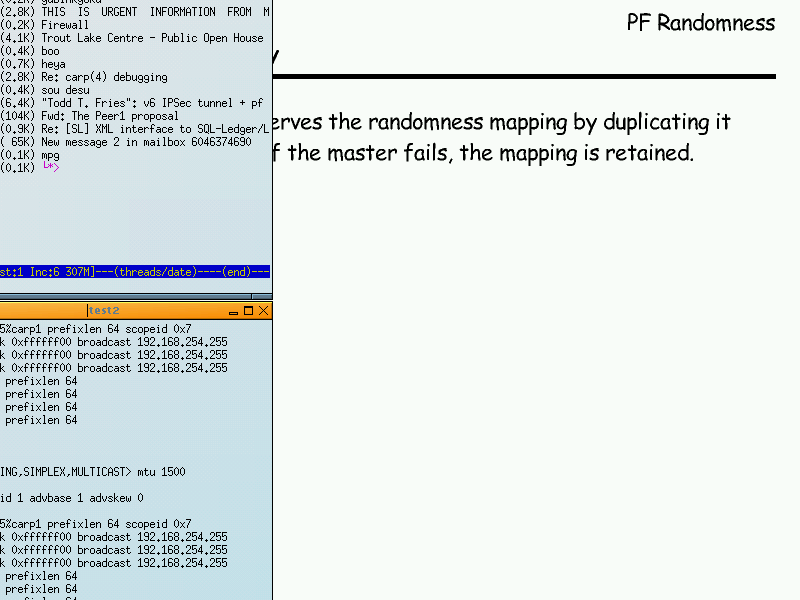 (2.8K) THIS IS URGENT INFORMATION FROM M
(0.2K) Firewall
(4.1K) Trout Lake Centre - Public Open House
(0.4K) boo
(0.7K) heya
(2.8K) Re: carp(4) debugging
(0.4K) sou desu
(6.4K) "Todd T. Fries": v6 IPSec tunnel + pf
(104K) Fwd: The Peer1 proposal
(0.9K) Re: [SL] XML interface to SQL-Ledger/L
( 65K) New message 2 in mailbox 6046374690
(0.1K) mpg
(0.1K) └*>
st:1 Inc:6 307M]---(threads/date)----(end)---
test2
5%carp1 prefixlen 64 scopeid 0x7
k 0xffffff00 broadcast 192.168.254.255
k 0xffffff00 broadcast 192.168.254.255
k 0xffffff00 broadcast 192.168.254.255
prefixlen 64
prefixlen 64
prefixlen 64
prefixlen 64
ING,SIMPLEX,MULTICAST> mtu 1500
id 1 advbase 1 advskew 0
5%carp1 prefixlen 64 scopeid 0x7
k 0xffffff00 broadcast 192.168.254.255
k 0xffffff00 broadcast 192.168.254.255
k 0xffffff00 broadcast 192.168.254.255
prefixlen 64
prefixlen 64
PF Randomness
y
erves the randomness mapping by duplicating it
f the master fails, the mapping is retained.